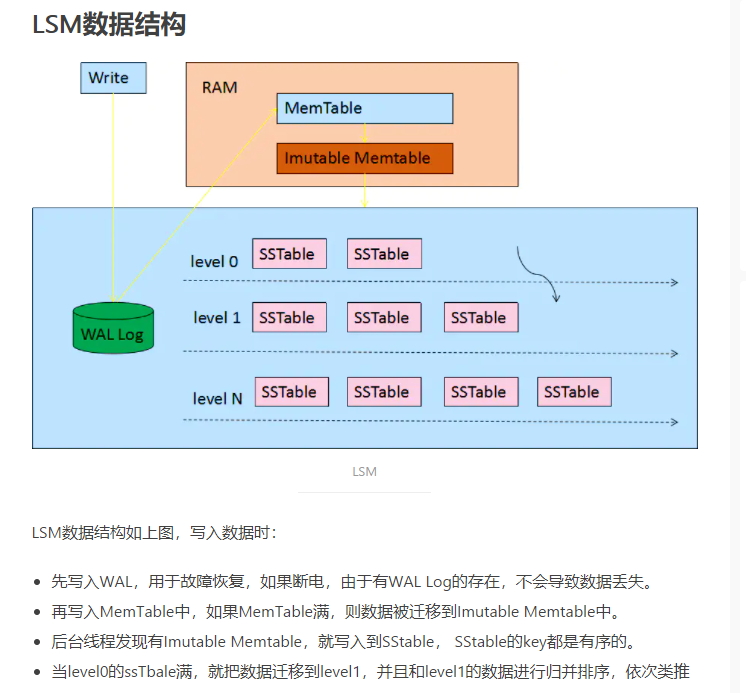 LSM数据结构
Write
RAM
MemTable
Imutable Memtable
level 0
SSTable
SSTable
level 1
SSTable
SSTable
SSTable
WAL Log
level N
SSTable
SSTable
SSTable
SSTable
LSM
LSM数据结构如上图，写入数据时：
先写入WAL，用于故障恢复，如果断电，由于有WAL Log的存在，不会导致数据丢失。
再写入MemTable中，如果MemTable满，则数据被迁移到Imutable Memtable中。
后台线程发现有Imutable Memtable，就写入到SStable， SStable的key都是有序的。
当level0的ssTbale满，就把数据迁移到level1，并且和level1的数据进行归并排序，依次类推